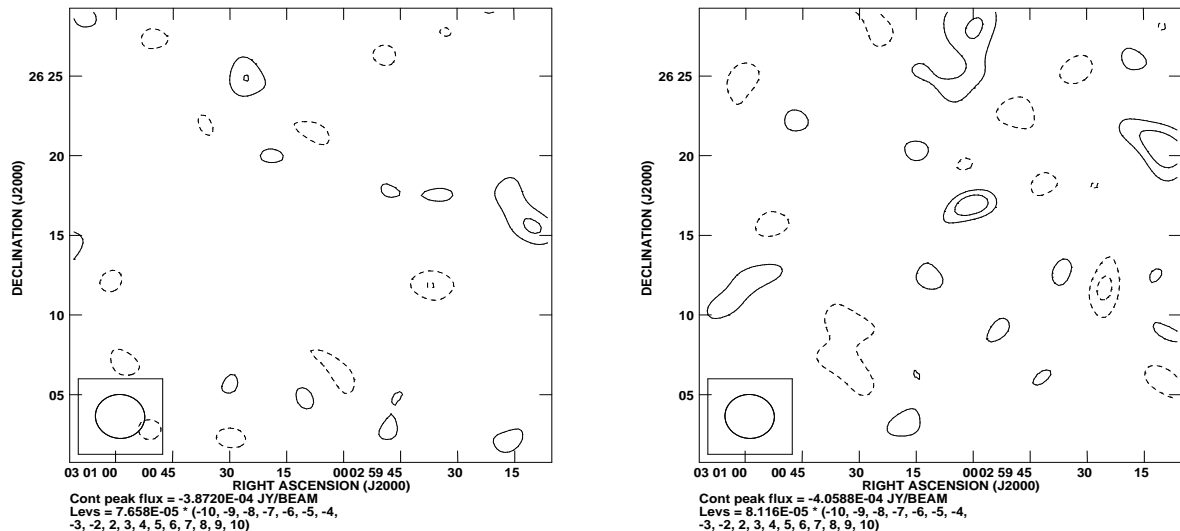 26 25
20
15
10
05
DECLINATION (J2000)
03 01 00 00 45 30 15 00 02 59 45 30 15
RIGHT ASCENSION (J2000)
Cont peak flux = -3.8720E-04 JY/BEAM
Levs = 7.658E-05 * (-10, -9, -8, -7, -6, -5, -4,
-3, -2, 2, 3, 4, 5, 6, 7, 8, 9, 10)
26 25
20
15
10
05
DECLINATION (J2000)
03 01 00 00 45 30 15 00 02 59 45 30 15
RIGHT ASCENSION (J2000)
Cont peak flux = -4.0588E-04 JY/BEAM
Levs = 8.116E-05 * (-10, -9, -8, -7, -6, -5, -4,
-3, -2, 2, 3, 4, 5, 6, 7, 8, 9, 10)